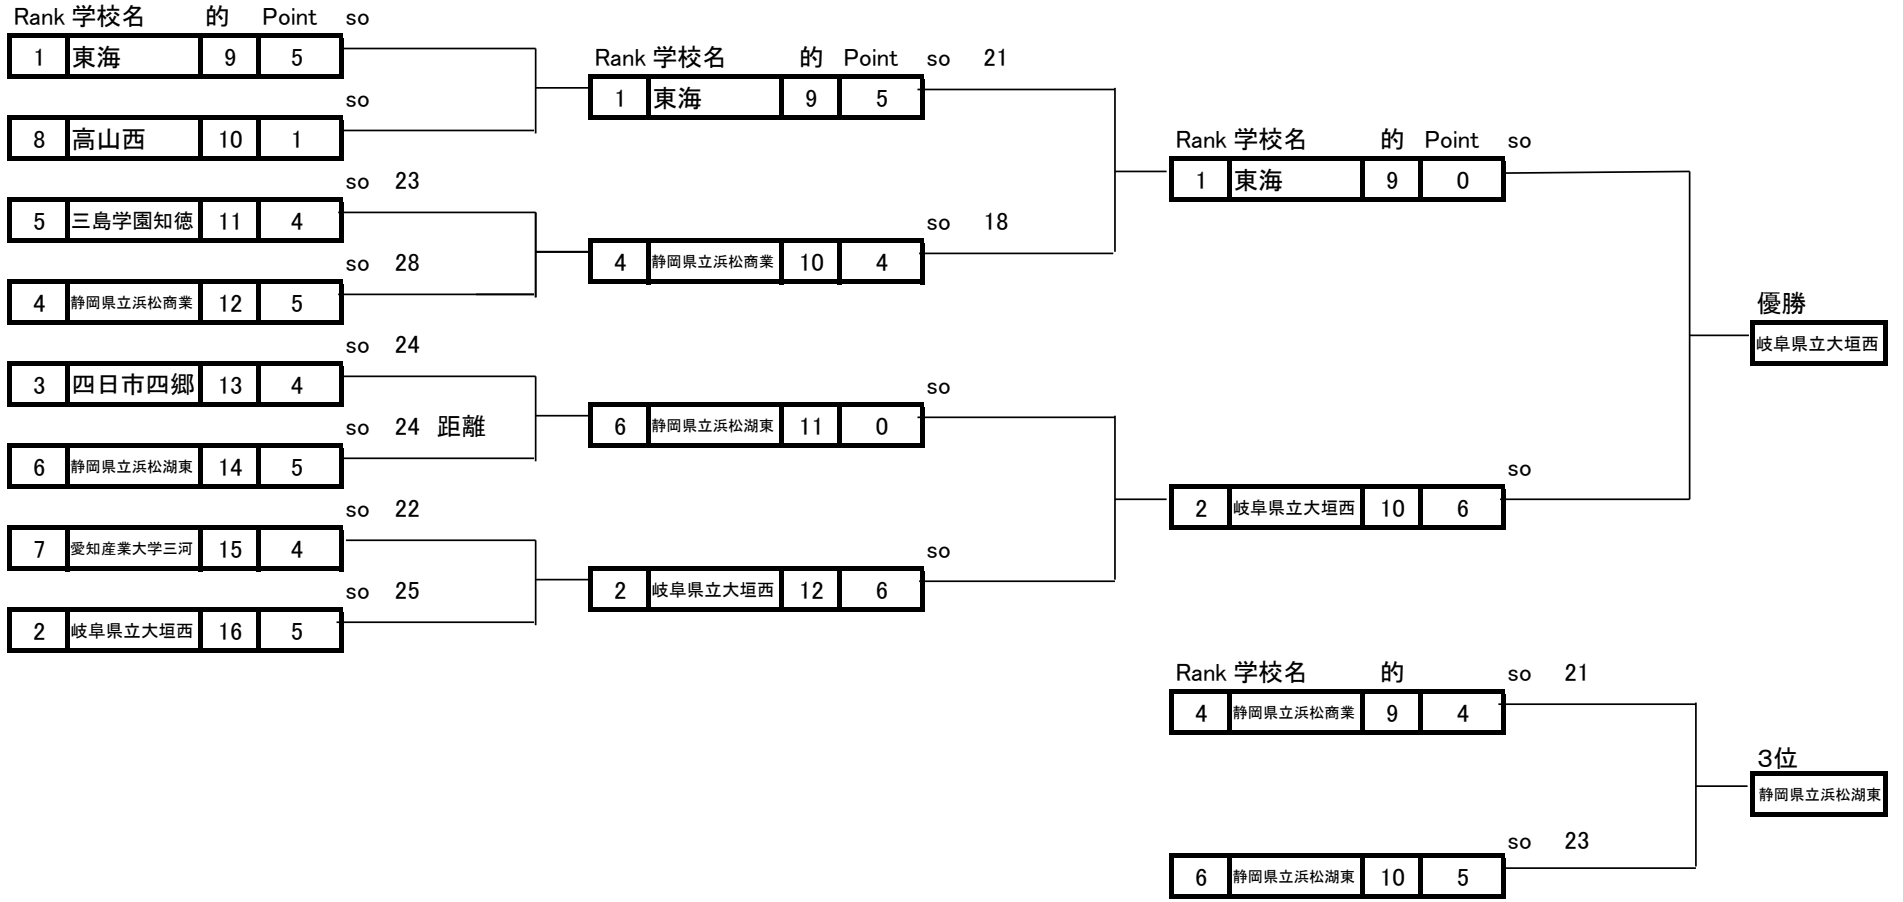 Rank 学校名 的 Point so
1 東海 9 5
so
8 高山西 10 1
so 23
5 三島学園知徳 11 4
so 28
4 静岡県立浜松商業 12 5
so 24
3 四日市四郷 13 4
so 24 距離
6 静岡県立浜松湖東 14 5
so 22
7 愛知産業大学三河 15 4
so 25
2 岐阜県立大垣西 16 5
Rank 学校名 的 Point so 21
1 東海 9 5
so 18
4 静岡県立浜松商業 10 4
so
6 静岡県立浜松湖東 11 0
so
2 岐阜県立大垣西 12 6
Rank 学校名 的 Point so
1 東海 9 0
so
2 岐阜県立大垣西 10 6
優勝
岐阜県立大垣西
Rank 学校名 的 so 21
4 静岡県立浜松商業 9 4
so 23
6 静岡県立浜松湖東 10 5
3位
静岡県立浜松湖東